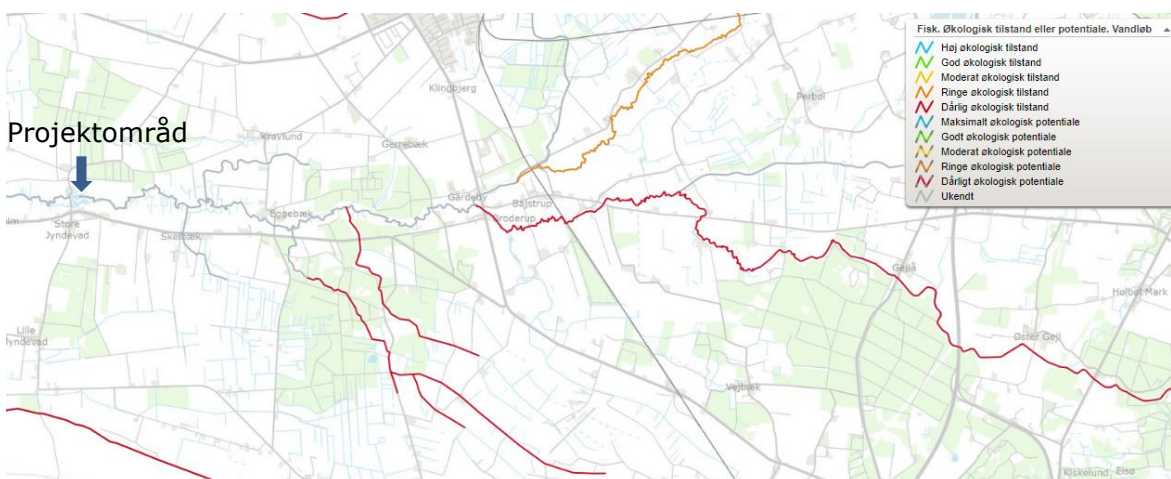 Projektområd
Fisk. Økologisk tilstand eller potentiale. Vandløb
Høj økologisk tilstand
God økologisk tilstand
Moderat økologisk tilstand
Ringe økologisk tilstand
Dårlig økologisk tilstand
Maksimalt økologisk potentiale
Godt økologisk potentiale
Moderat økologisk potentiale
Ringe økologisk potentiale
Dårligt økologisk potentiale
Ukendt
Klingbjerg
Perbøl
Kravlund
Gerrebæk
Gårdeby
Bajstrup
Broderup
Eggebæk
Store
Jyndevad
Skelbæk
Gejlå
Holbøl Mark
Øster Gejl
Lille
Jyndevad
Vejbæk
Kiskelund